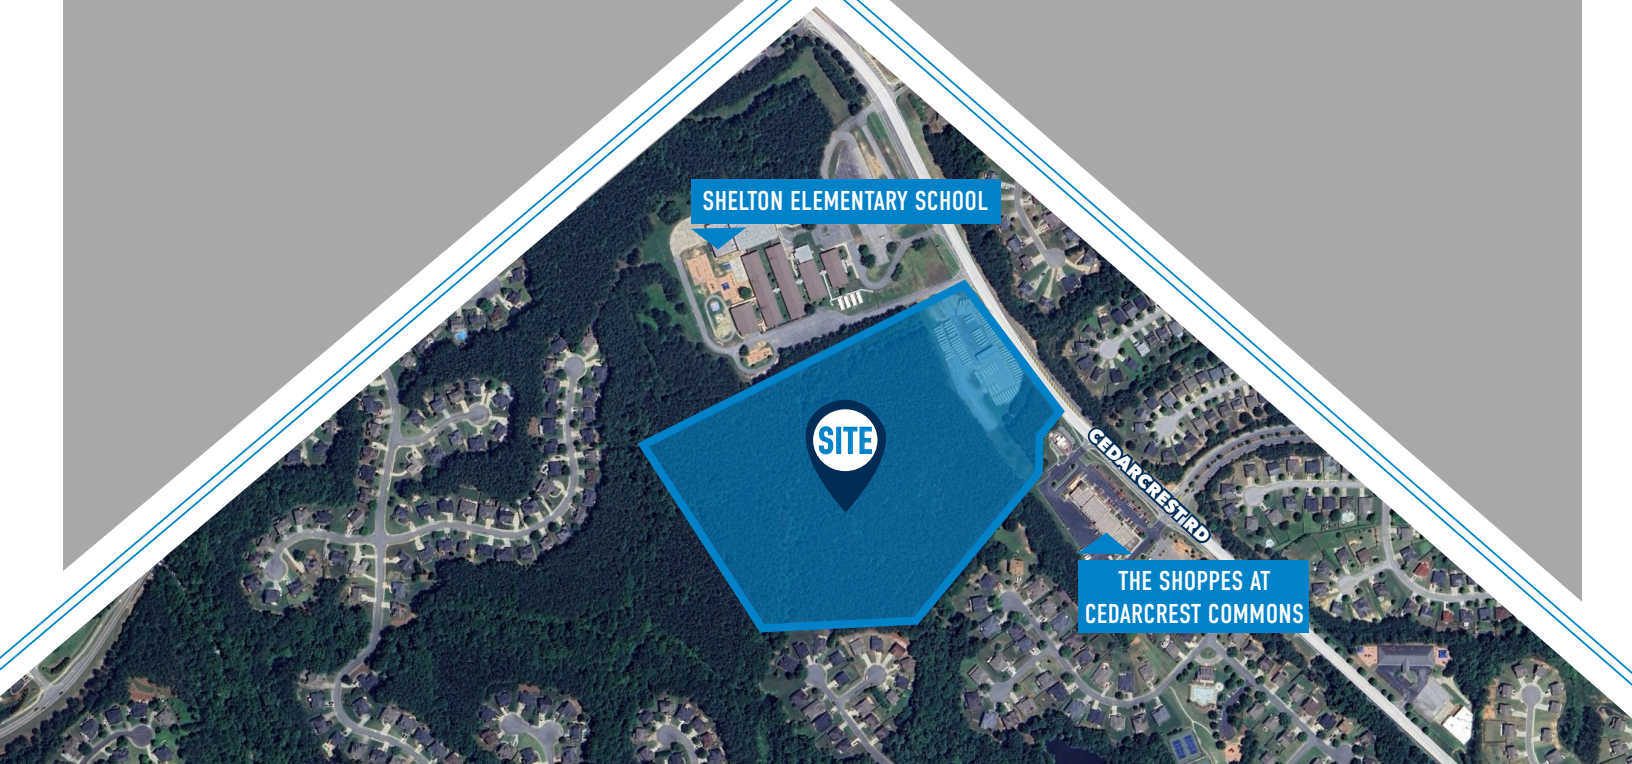 SHELTON ELEMENTARY SCHOOL
SITE
CEDARCREST RD
THE SHOPPES AT
CEDARCREST COMMONS